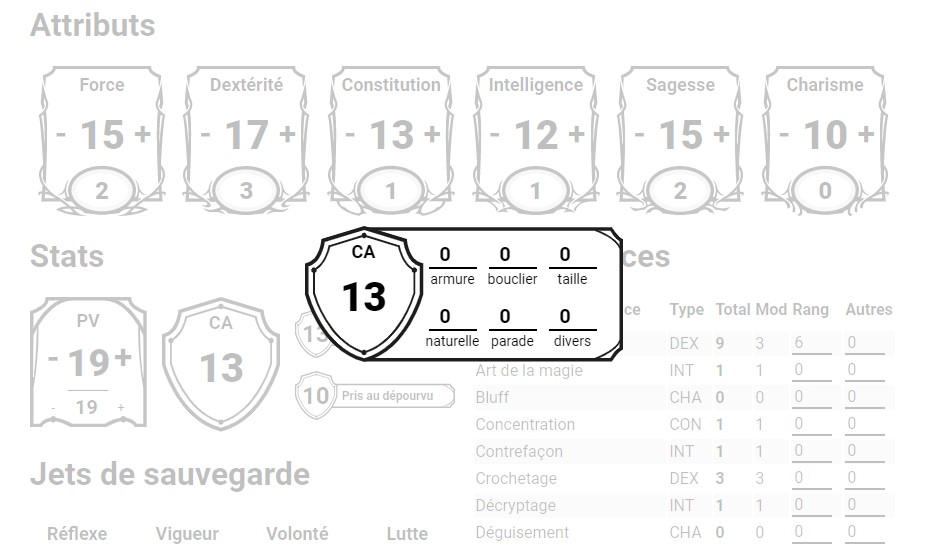 Attributs
Force Dextérité Constitution Intelligence Sagesse Charisme
- 15 + - 17 + - 13 + - 12 + - 15 + - 10 +
2 3 1 1 2 0
Stats
ces
PV
- 19 +
- 19 +
CA
13
13
10 Pris au dépourvu
CA
13
0 0 0
armure bouclier taille
0 0 0
naturelle parade divers
ce Type Total Mod Rang Autres
DEX 9 3 6 0
Art de la magie INT 1 1 0 0
Bluff CHA 0 0 0 0
Concentration CON 1 1 0 0
Contrefaçon INT 1 1 0 0
Crochetage DEX 3 3 0 0
Décryptage INT 1 1 0 0
Déguisement CHA 0 0 0 0
Jets de sauvegarde
Réflexe Vigueur Volonté Lutte